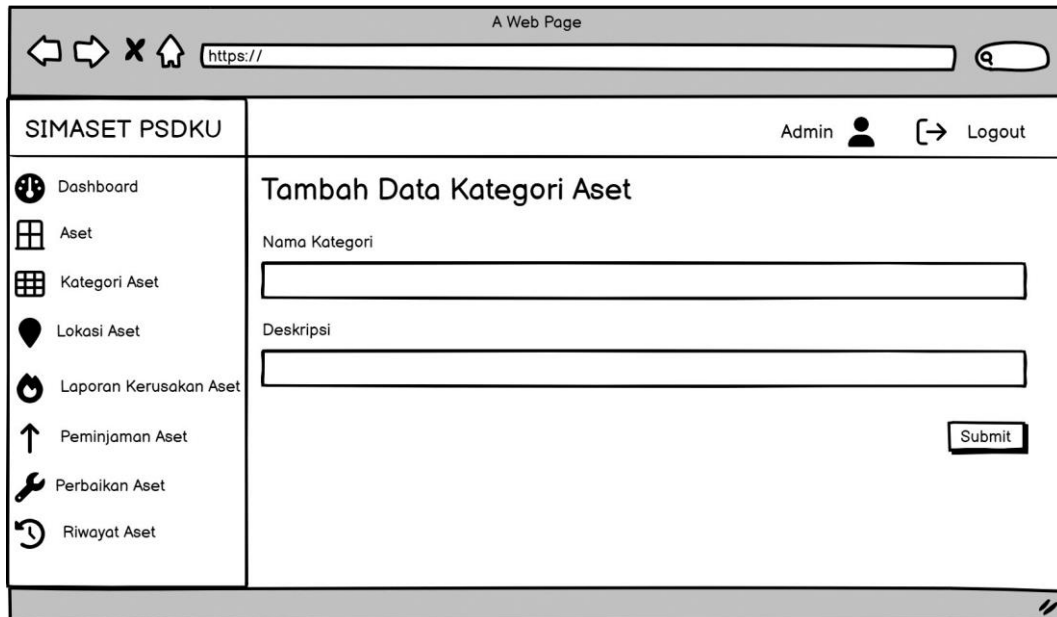 A Web Page
https://
SIMASET PSDKU
Admin
Logout
Dashboard
Aset
Kategori Aset
Lokasi Aset
Laporan Kerusakan Aset
Peminjaman Aset
Perbaikan Aset
Riwayat Aset
Tambah Data Kategori Aset
Nama Kategori
Deskripsi
Submit